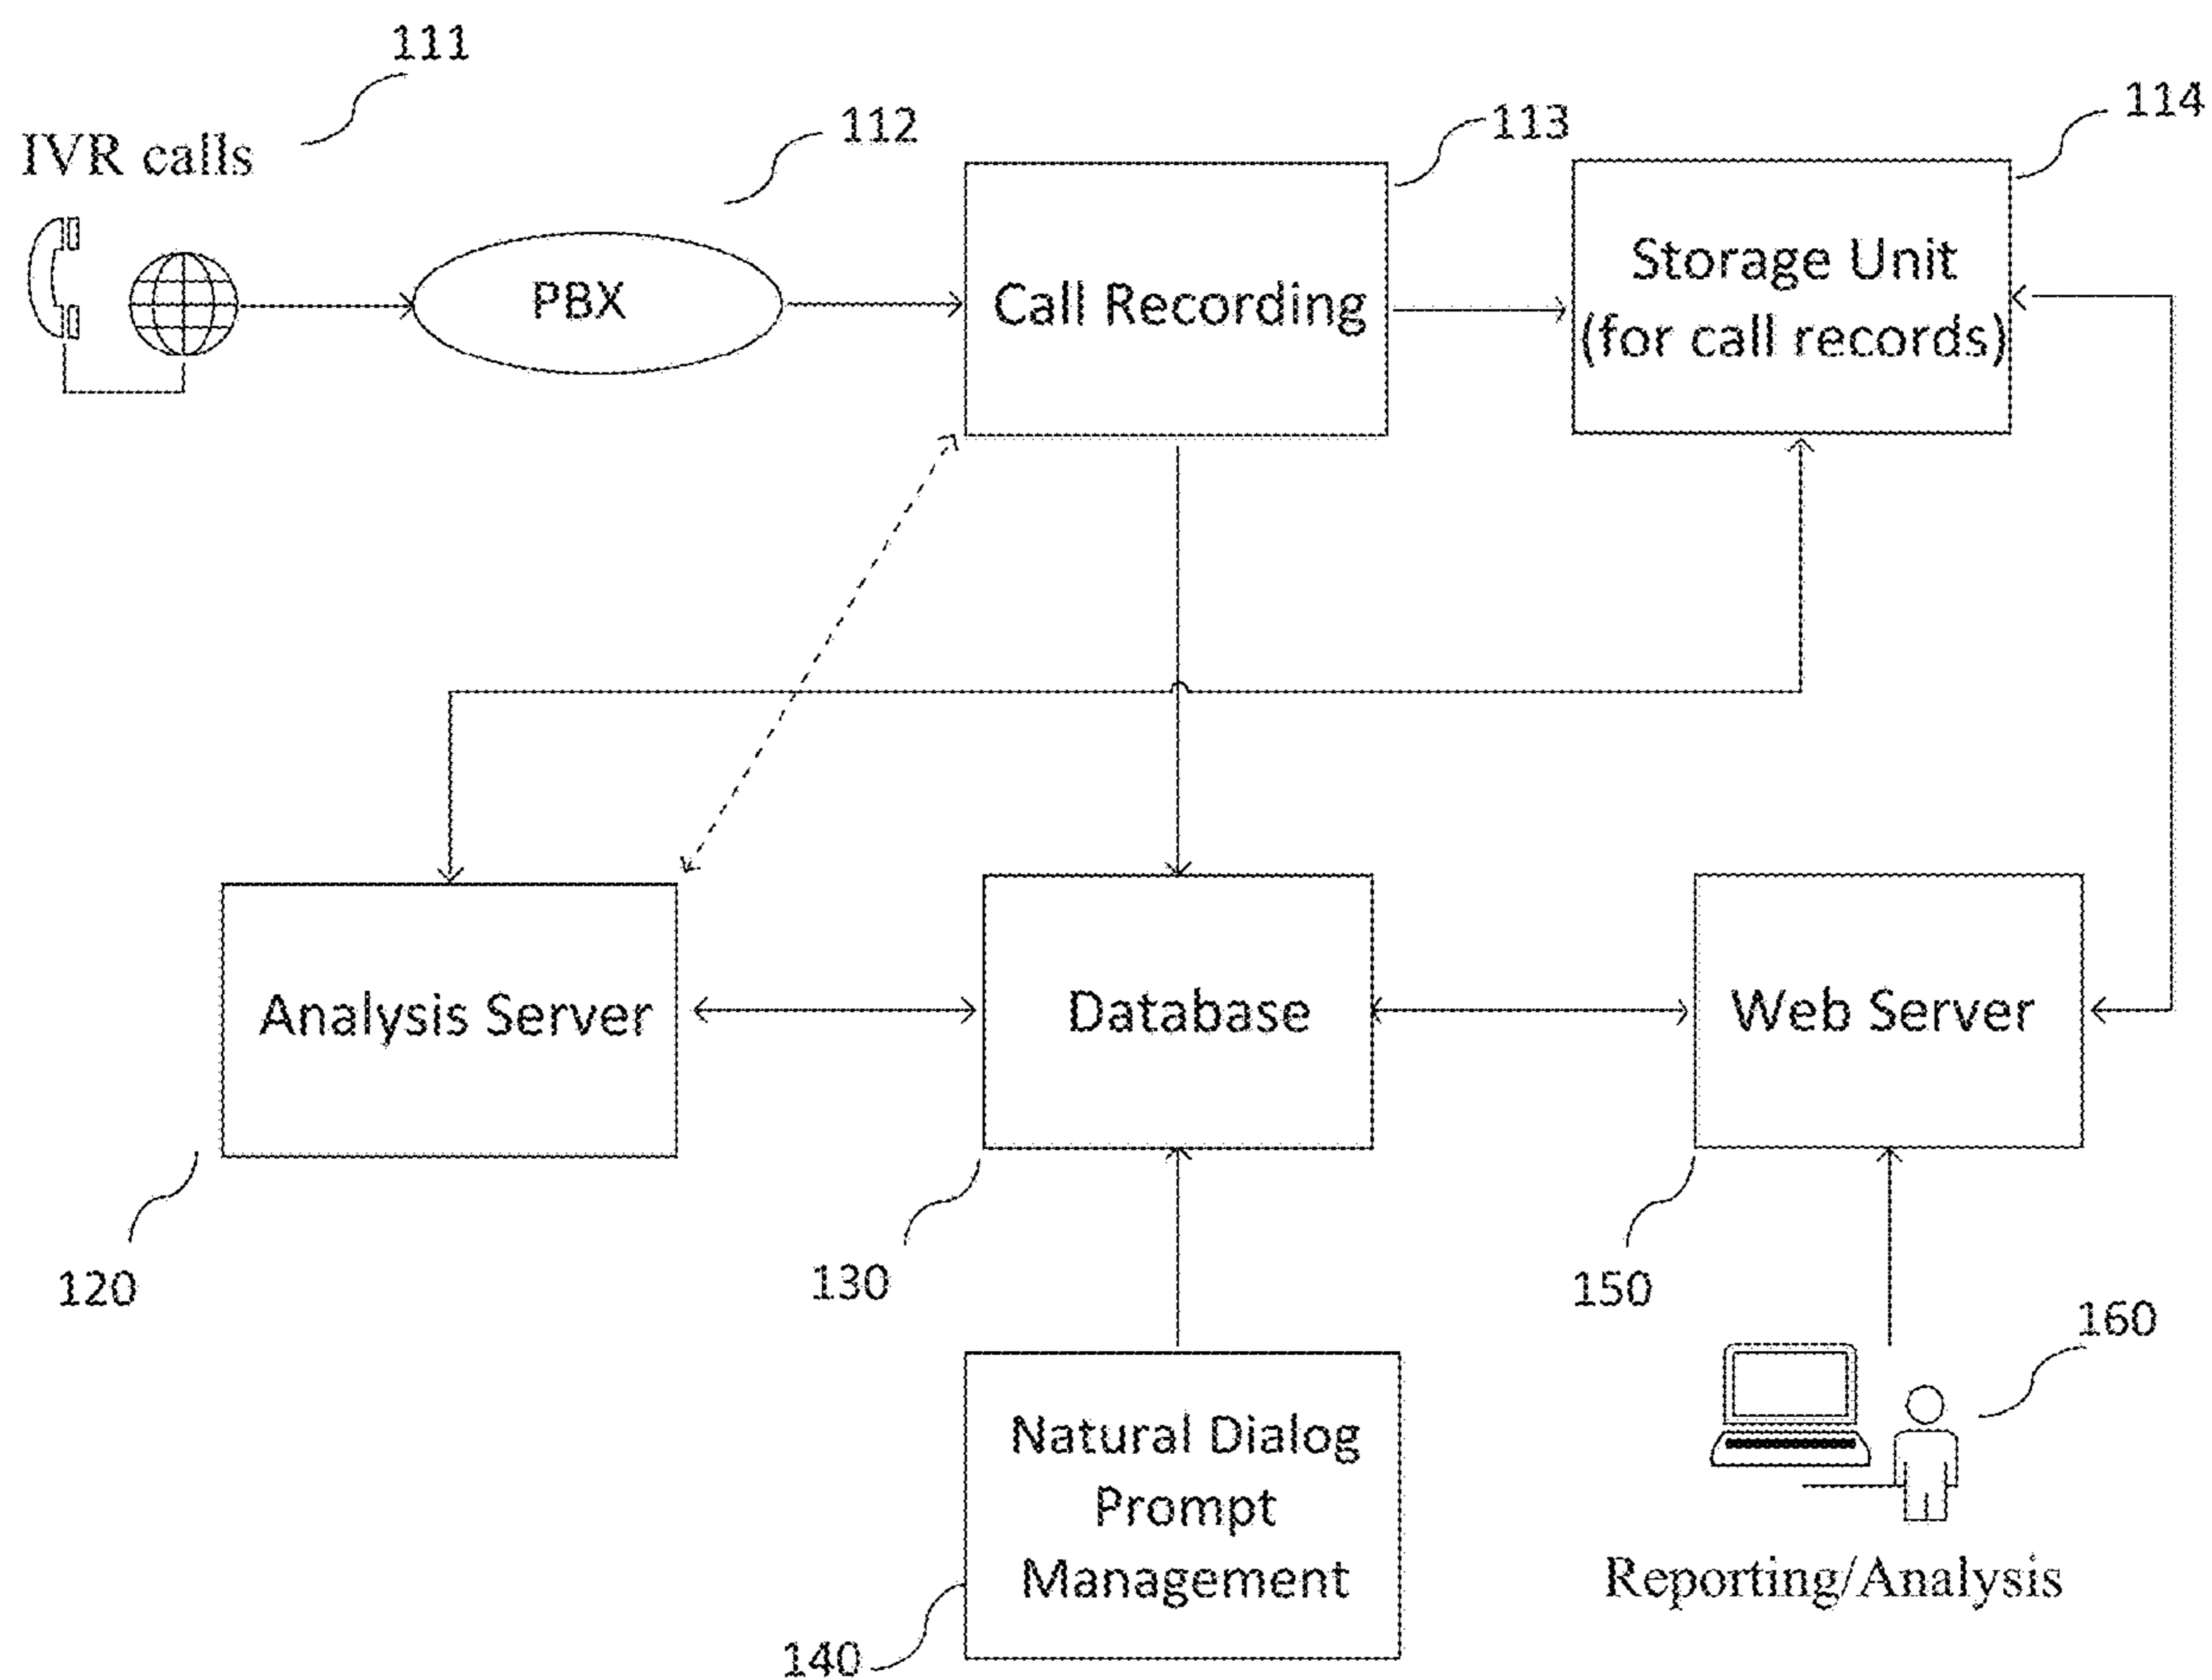 111
IVR calls
112
113
114
PBX
Call Recording
Storage Unit
(for call records)
Analysis Server
Database
Web Server
120
130
150
160
Natural Dialog
Prompt
Management
140
Reporting/Analysis